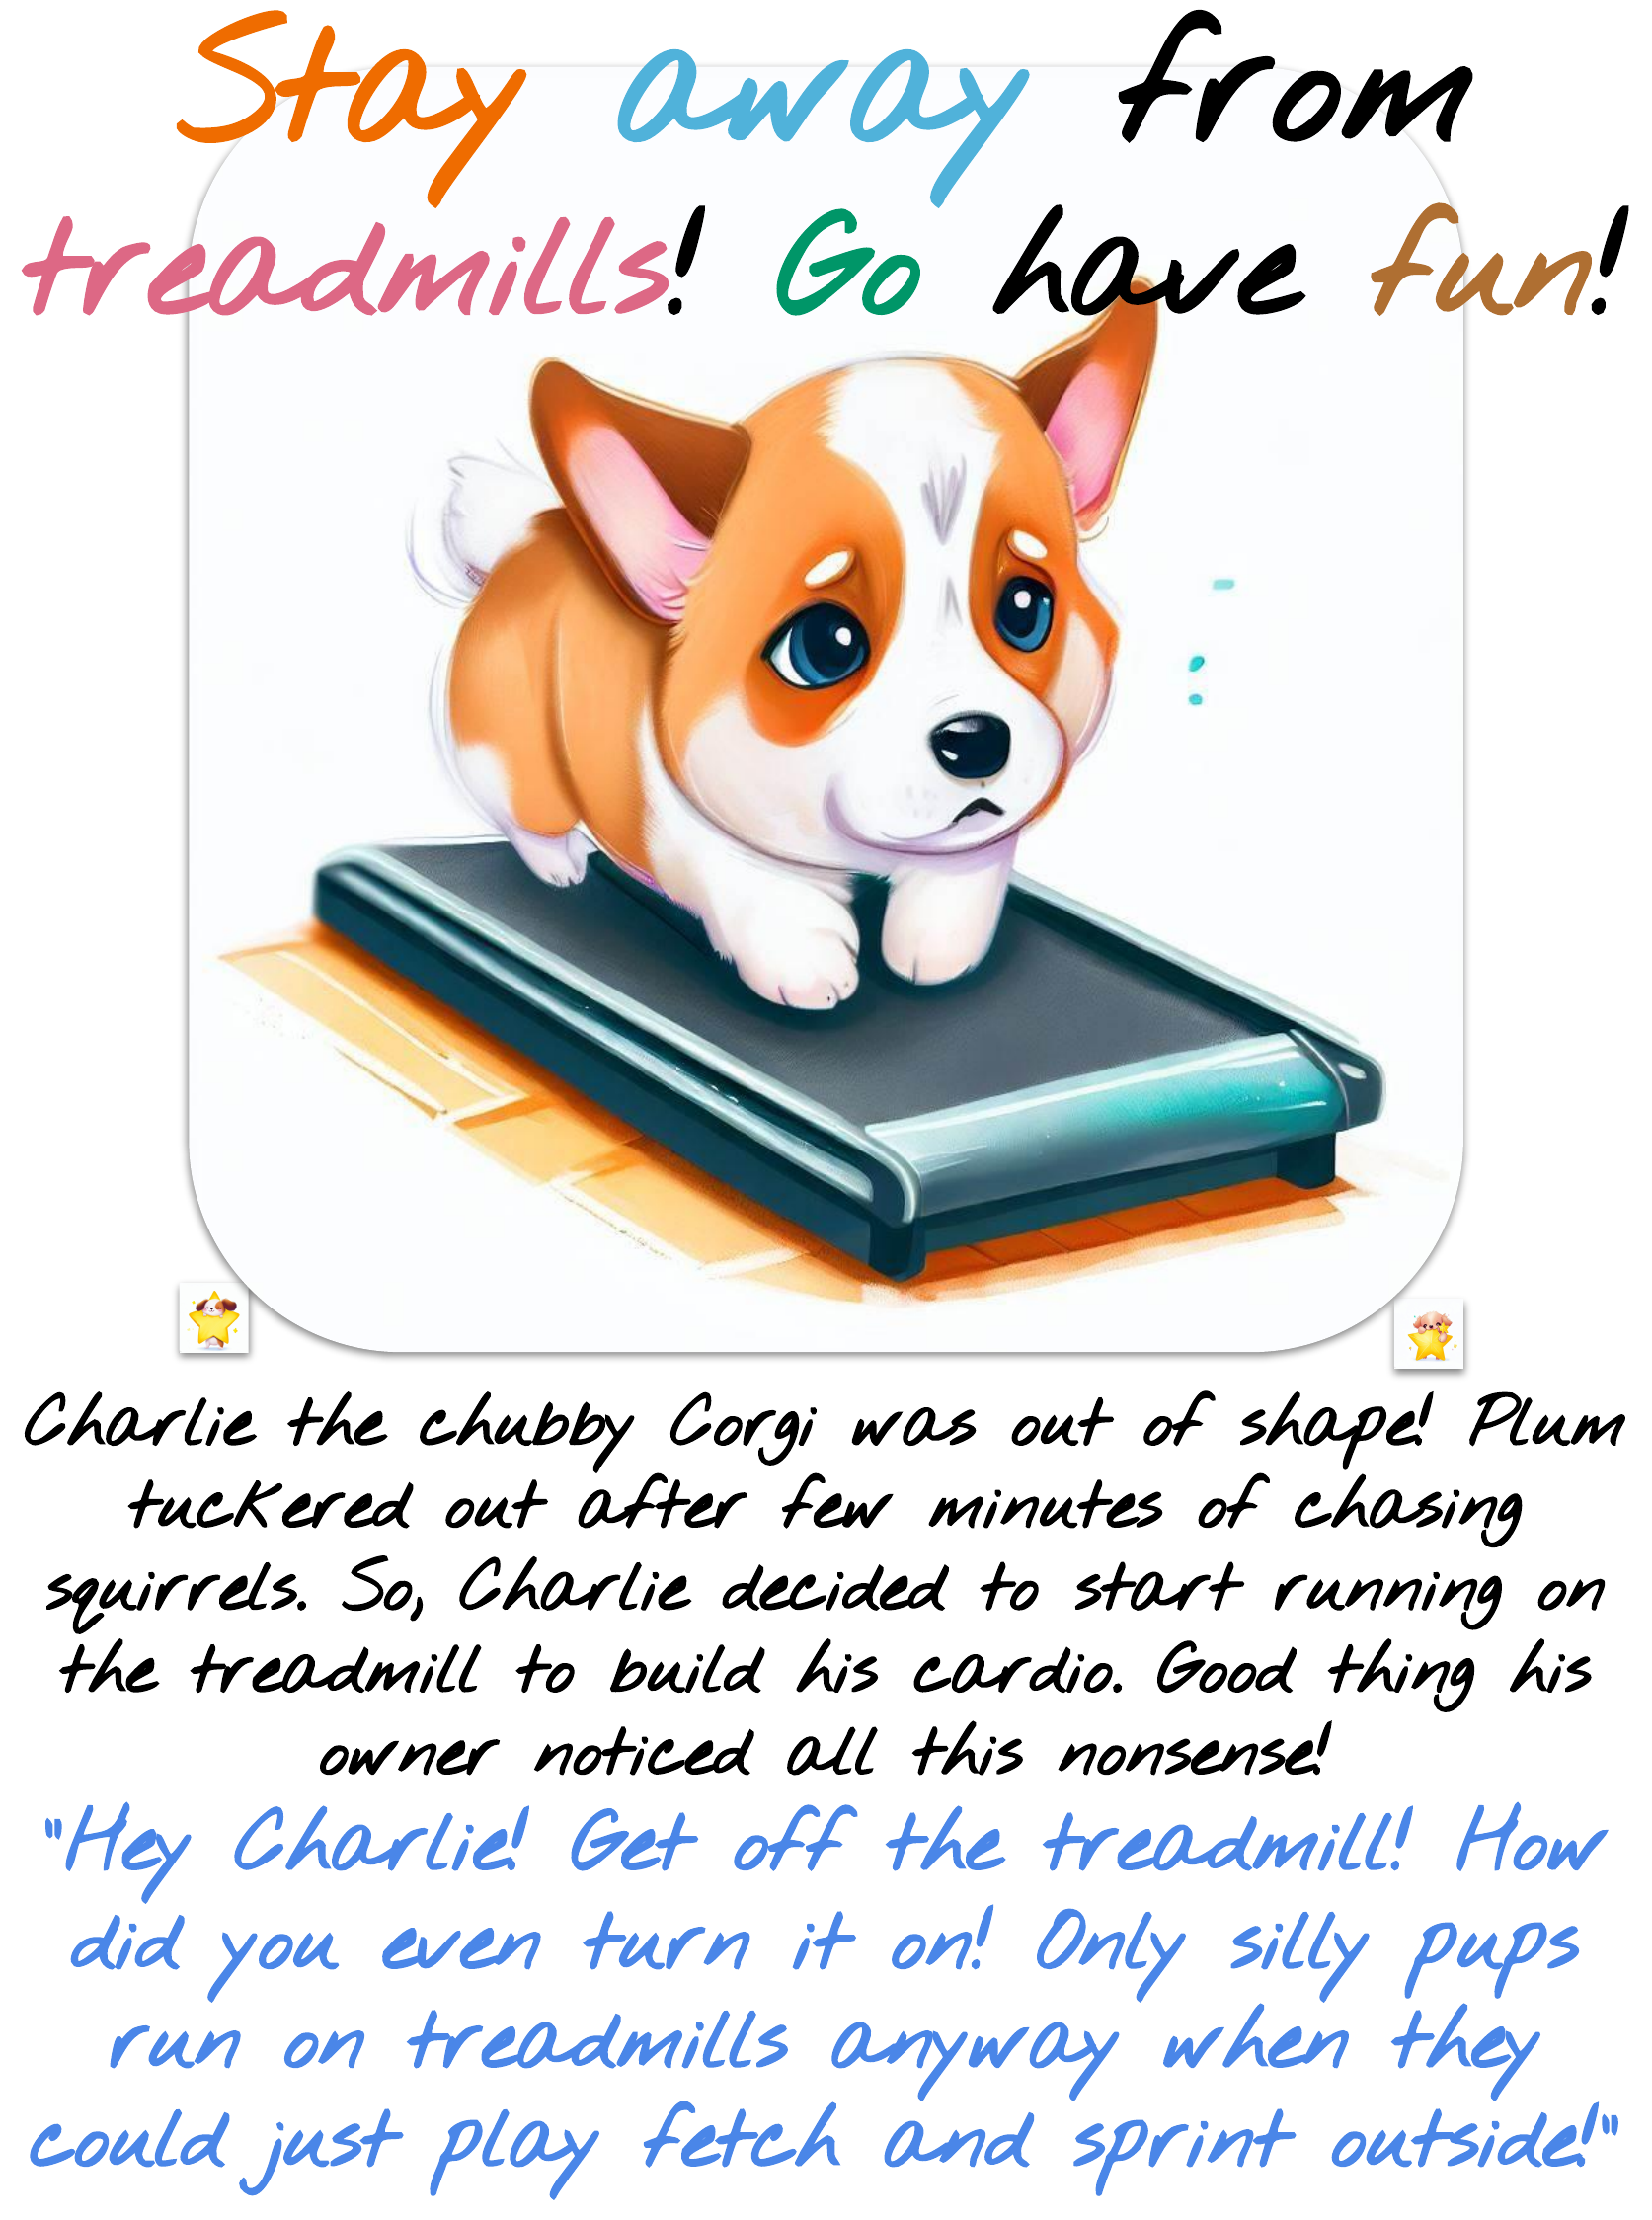 Stay away from
treadmills! Go have fun!
Charlie the chubby Corgi was out of shape! Plum
tuckered out after few minutes of chasing
squirrels. So, Charlie decided to start running on
the treadmill to build his cardio. Good thing his
owner noticed all this nonsense!
"Hey Charlie! Get off the treadmill! How
did you even turn it on! Only silly pups
run on treadmills anyway when they
could just play fetch and sprint outside!"